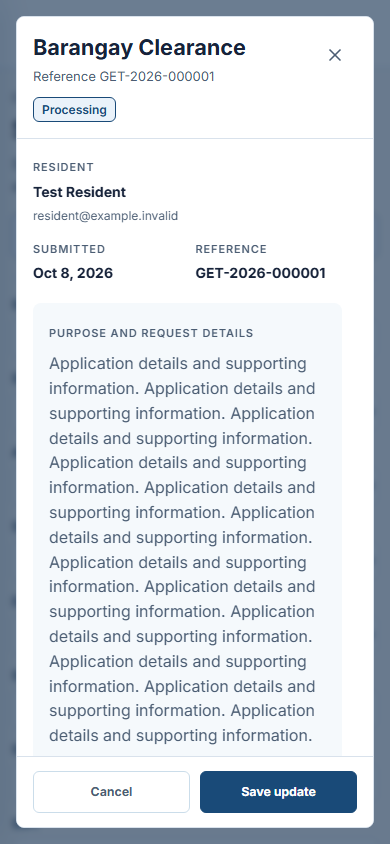 Barangay Clearance
Reference GET-2026-000001
Processing
RESIDENT
Test Resident
resident@example.invalid
SUBMITTED
REFERENCE
Oct 8, 2026
GET-2026-000001
PURPOSE AND REQUEST DETAILS
Application details and supporting
information. Application details and
supporting information. Application
details and supporting information.
Application details and supporting
information. Application details and
supporting information. Application
details and supporting information.
Application details and supporting
information. Application details and
supporting information. Application
details and supporting information.
Application details and supporting
information. Application details and
supporting information. Application
details and supporting information.
Cancel
Save update